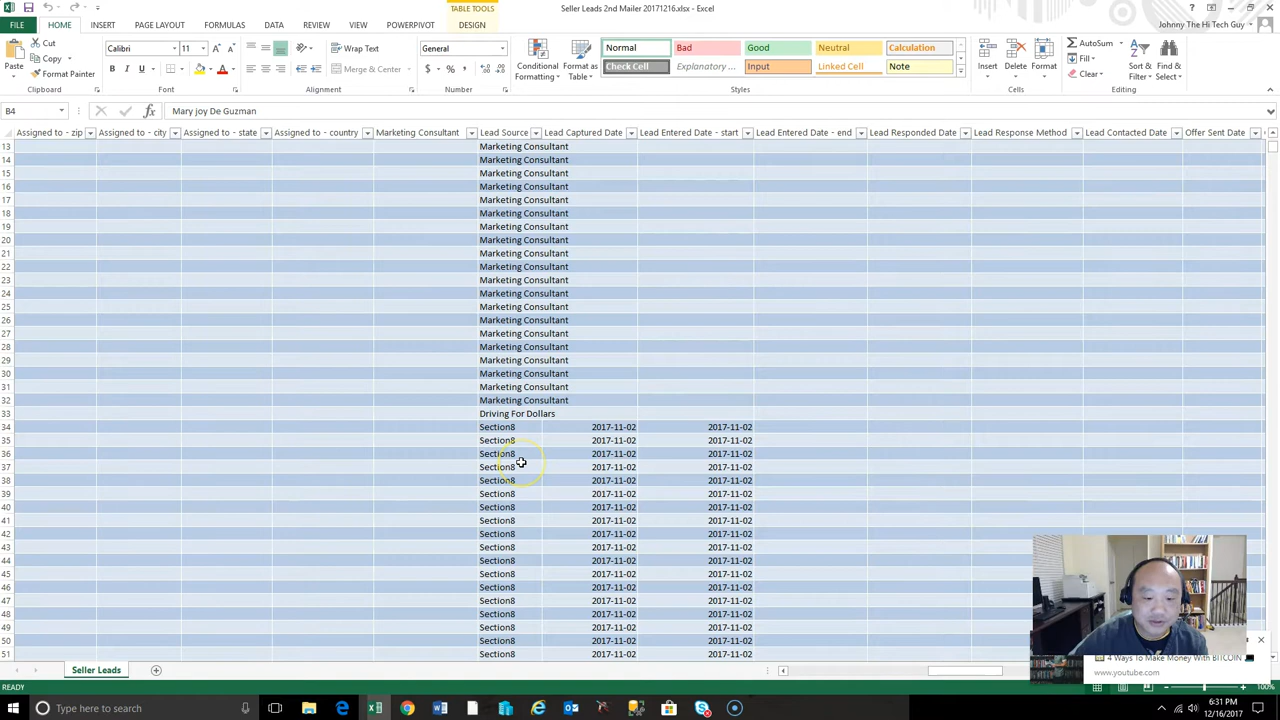 TABLE TOOLS
Seller Leads 2nd Mailer 20171216.xlsx - Excel
FILE
HOME
INSERT
PAGE LAYOUT
FORMULAS
DATA
REVIEW
VIEW
POWERPIVOT
DESIGN
Johnny The Hi Tech Guy
Paste
Cut
Copy
Format Painter
Clipboard
Calibri
11
B I U
Font
Wrap Text
Merge & Center
Alignment
General
$ % ,
Number
Conditional Formatting
Format as Table
Normal
Bad
Good
Neutral
Calculation
Check Cell
Explanatory ...
Input
Linked Cell
Note
Styles
Insert
Delete
Format
Cells
AutoSum
Fill
Clear
Sort & Filter
Find & Select
Editing
B4
fx
Mary joy De Guzman
Assigned to - zip Assigned to - city Assigned to - state Assigned to - country Marketing Consultant Lead Source Lead Captured Date Lead Entered Date - start Lead Entered Date - end Lead Responded Date Lead Response Method Lead Contacted Date Offer Sent Date
13 Marketing Consultant
14 Marketing Consultant
15 Marketing Consultant
16 Marketing Consultant
17 Marketing Consultant
18 Marketing Consultant
19 Marketing Consultant
20 Marketing Consultant
21 Marketing Consultant
22 Marketing Consultant
23 Marketing Consultant
24 Marketing Consultant
25 Marketing Consultant
26 Marketing Consultant
27 Marketing Consultant
28 Marketing Consultant
29 Marketing Consultant
30 Marketing Consultant
31 Marketing Consultant
32 Marketing Consultant
33 Driving For Dollars
34 Section8 2017-11-02 2017-11-02
35 Section8 2017-11-02 2017-11-02
36 Section8 2017-11-02 2017-11-02
37 Section8 2017-11-02 2017-11-02
38 Section8 2017-11-02 2017-11-02
39 Section8 2017-11-02 2017-11-02
40 Section8 2017-11-02 2017-11-02
41 Section8 2017-11-02 2017-11-02
42 Section8 2017-11-02 2017-11-02
43 Section8 2017-11-02 2017-11-02
44 Section8 2017-11-02 2017-11-02
45 Section8 2017-11-02 2017-11-02
46 Section8 2017-11-02 2017-11-02
47 Section8 2017-11-02 2017-11-02
48 Section8 2017-11-02 2017-11-02
49 Section8 2017-11-02 2017-11-02
50 Section8 2017-11-02 2017-11-02
51 Section8 2017-11-02 2017-11-02
4 Ways To Make Money With BITCOIN
www.youtube.com
Seller Leads
READY
100%
Type here to search
6:31 PM
12/16/2017